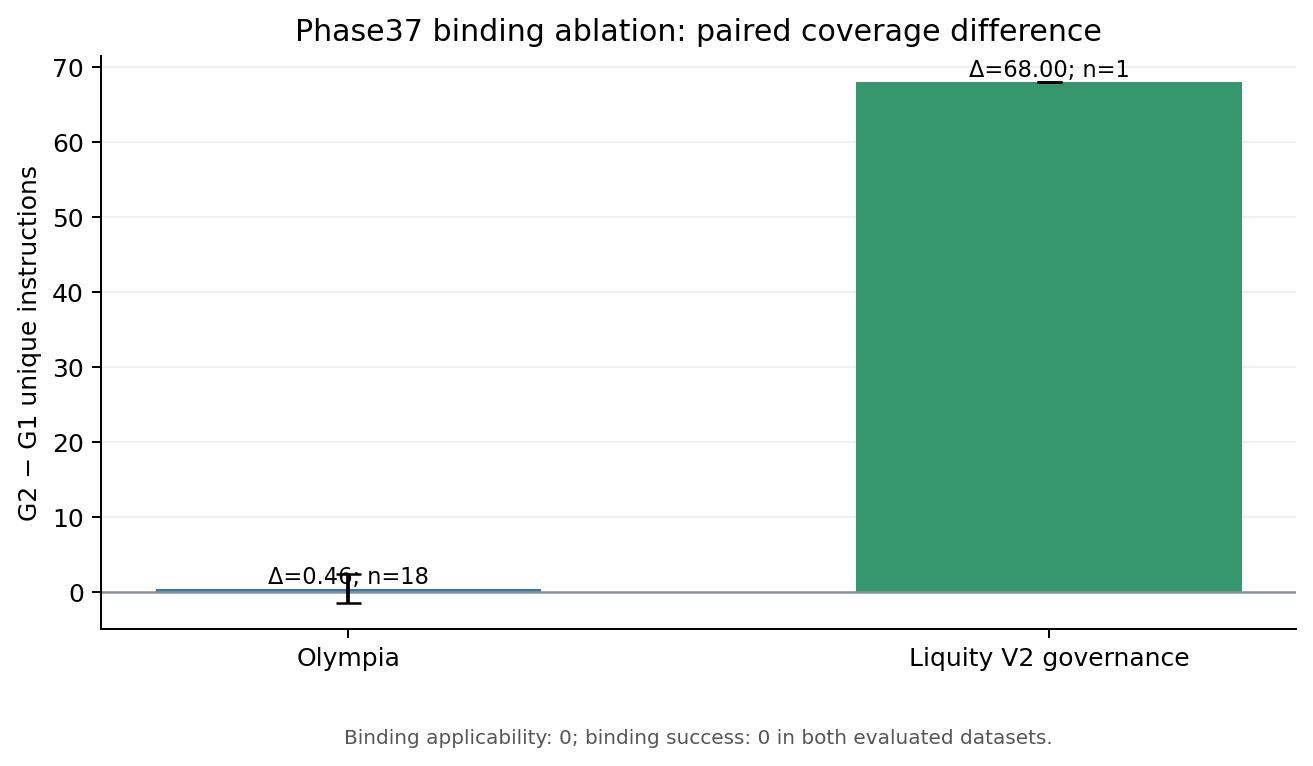 Phase37 binding ablation: paired coverage difference
G2 − G1 unique instructions
70
60
50
40
30
20
10
0
Δ=68.00; n=1
Δ=0.46; n=18
Olympia
Liquity V2 governance
Binding applicability: 0; binding success: 0 in both evaluated datasets.